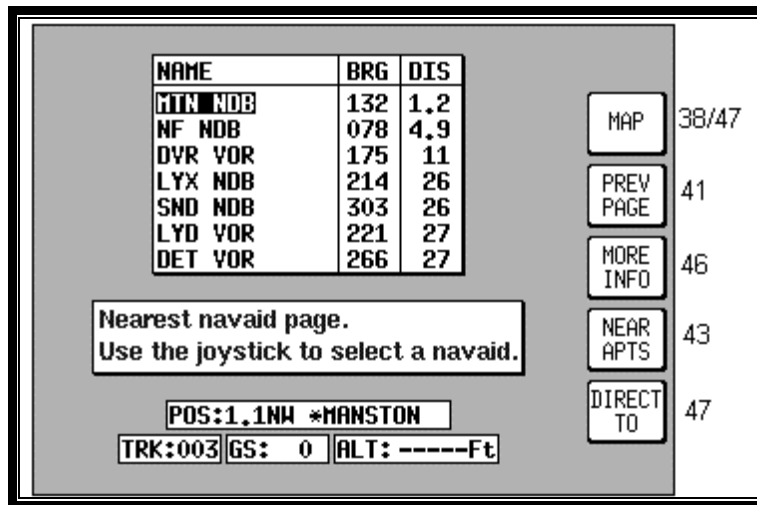 NAME BRG DIS
MTN NDB 132 1.2
NF NDB 078 4.9
DVR VOR 175 11
LYX NDB 214 26
SND NDB 303 26
LYD VOR 221 27
DET VOR 266 27
Nearest navaid page.
Use the joystick to select a navaid.
POS:1.1NW *MANSTON
TRK:003 GS: 0 ALT:-----Ft
MAP 38/47
PREV
PAGE 41
MORE
INFO 46
NEAR
APTS 43
DIRECT
TO 47